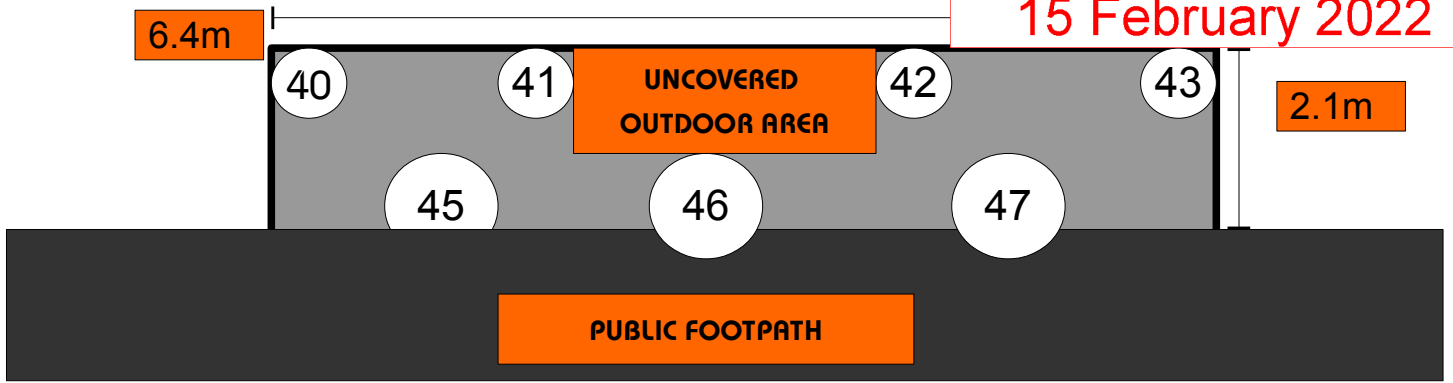 15 February 2022
6.4m
40
41
UNCOVERED
OUTDOOR AREA
42
43
2.1m
45
46
47
PUBLIC FOOTPATH